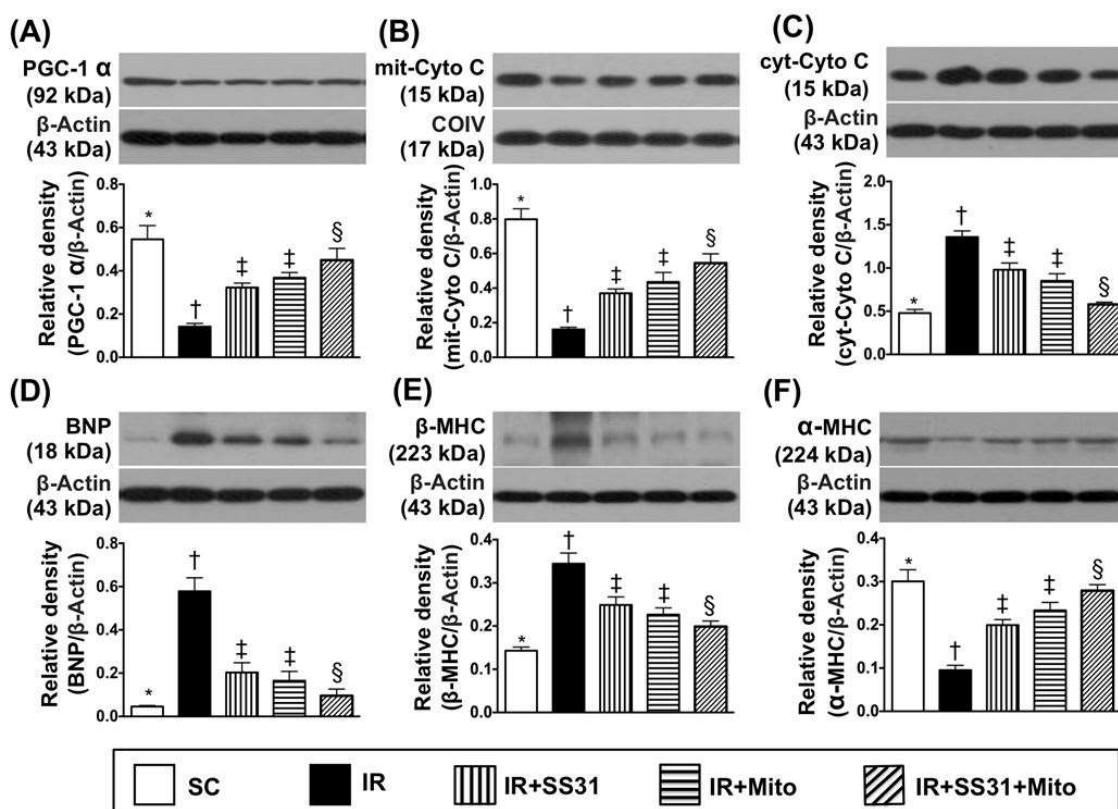 (A)
PGC-1 α
(92 kDa)
β-Actin
(43 kDa)
Relative density
(PGC-1 α/β-Actin)
0.8
0.6
0.4
0.2
0.0
*
†
‡
‡
§
(B)
mit-Cyto C
(15 kDa)
COIV
(17 kDa)
Relative density
(mit-Cyto C/β-Actin)
1.0
0.8
0.6
0.4
0.2
0.0
*
†
‡
‡
§
(C)
cyt-Cyto C
(15 kDa)
β-Actin
(43 kDa)
Relative density
(cyt-Cyto C/β-Actin)
2.0
1.5
1.0
0.5
0.0
*
†
‡
‡
§
(D)
BNP
(18 kDa)
β-Actin
(43 kDa)
Relative density
(BNP/β-Actin)
0.8
0.6
0.4
0.2
0.0
*
†
‡
‡
§
(E)
β-MHC
(223 kDa)
β-Actin
(43 kDa)
Relative density
(β-MHC/β-Actin)
0.4
0.3
0.2
0.1
0.0
*
†
‡
‡
§
(F)
α-MHC
(224 kDa)
β-Actin
(43 kDa)
Relative density
(α-MHC/β-Actin)
0.4
0.3
0.2
0.1
0.0
*
†
‡
‡
§
SC
IR
IR+SS31
IR+Mito
IR+SS31+Mito